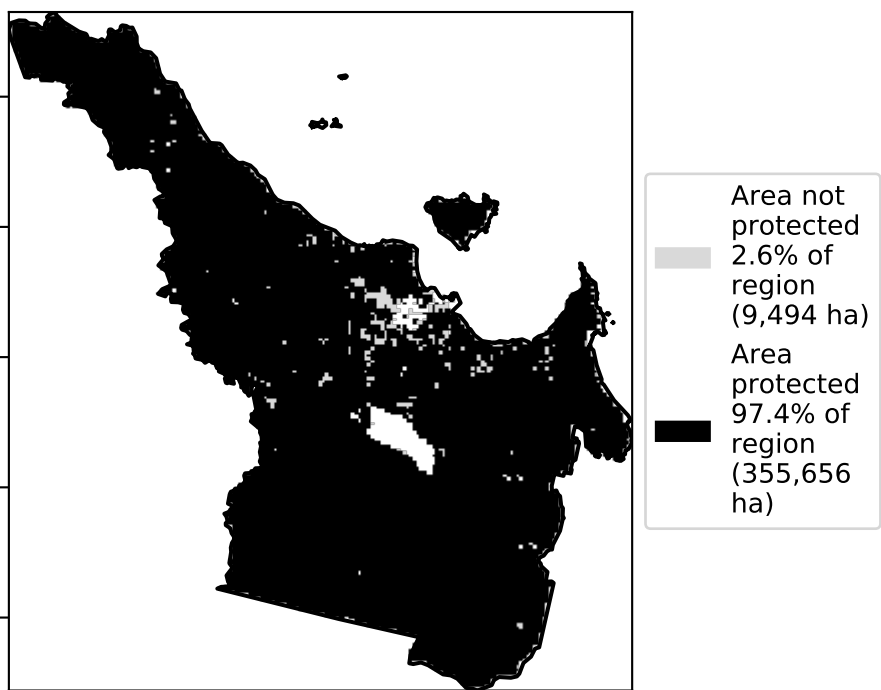 Area not
protected
2.6% of
region
(9,494 ha)
Area
protected
97.4% of
region
(355,656
ha)